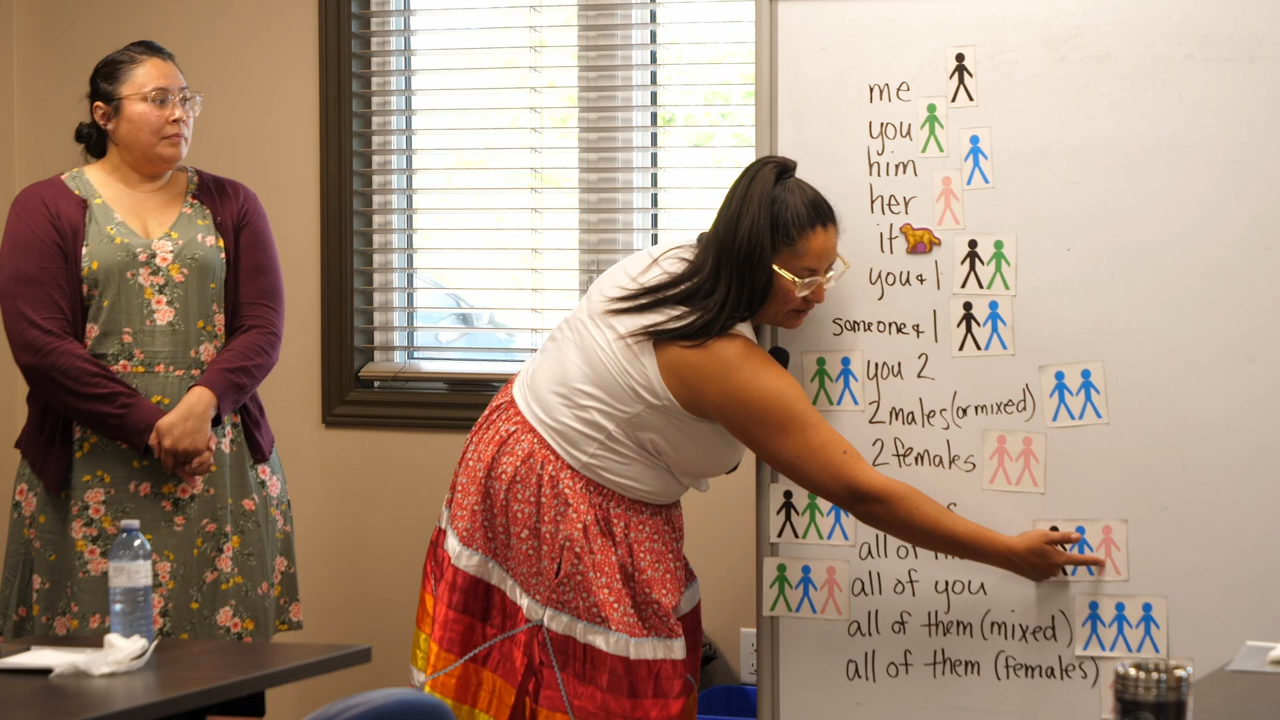 me
you
him
her
it
you & I
someone & I
you 2
2 males (or mixed)
2 females
all of
all of you
all of them (mixed)
all of them (females)